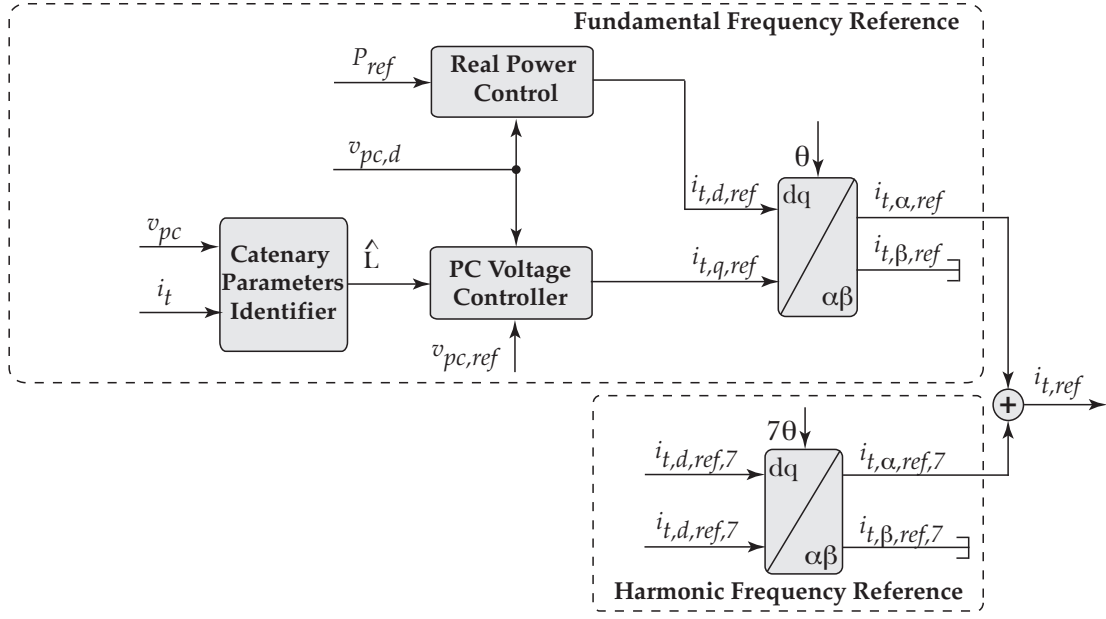 Fundamental Frequency Reference
P_ref
Real Power
Control
v_pc,d
θ
i_t,d,ref
dq
i_t,α,ref
v_pc
Catenary
Parameters
Identifier
i_t
L̂
PC Voltage
Controller
i_t,q,ref
i_t,β,ref
αβ
v_pc,ref
i_t,ref
+
7θ
i_t,d,ref,7
dq
i_t,α,ref,7
i_t,d,ref,7
i_t,β,ref,7
αβ
Harmonic Frequency Reference